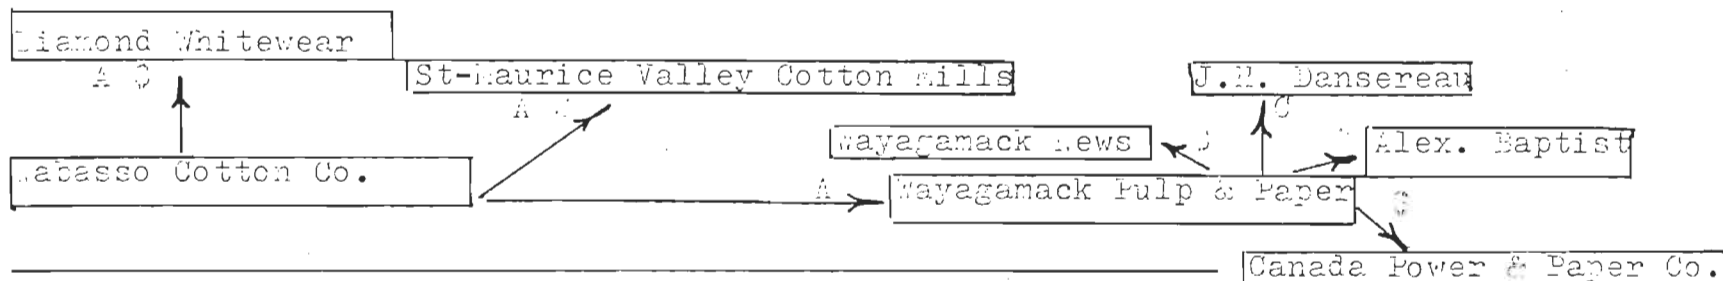 Diamond Whitewear
A C
St-Maurice Valley Cotton Mills
A
J.H. Dansereau
C
Wayagamack News
Alex. Baptist
Wabasso Cotton Co.
A
Wayagamack Pulp & Paper
C
Canada Power & Paper Co.